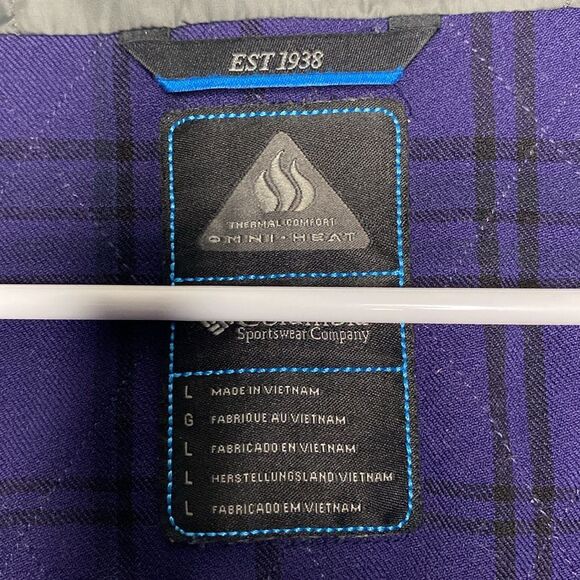 EST 1938
THERMAL COMFORT
OMNI-HEAT
Columbia
Sportswear Company
L MADE IN VIETNAM
G FABRIQUE AU VIETNAM
L FABRICADO EN VIETNAM
L HERSTELLUNGSLAND VIETNAM
L FABRICADO EM VIETNAM